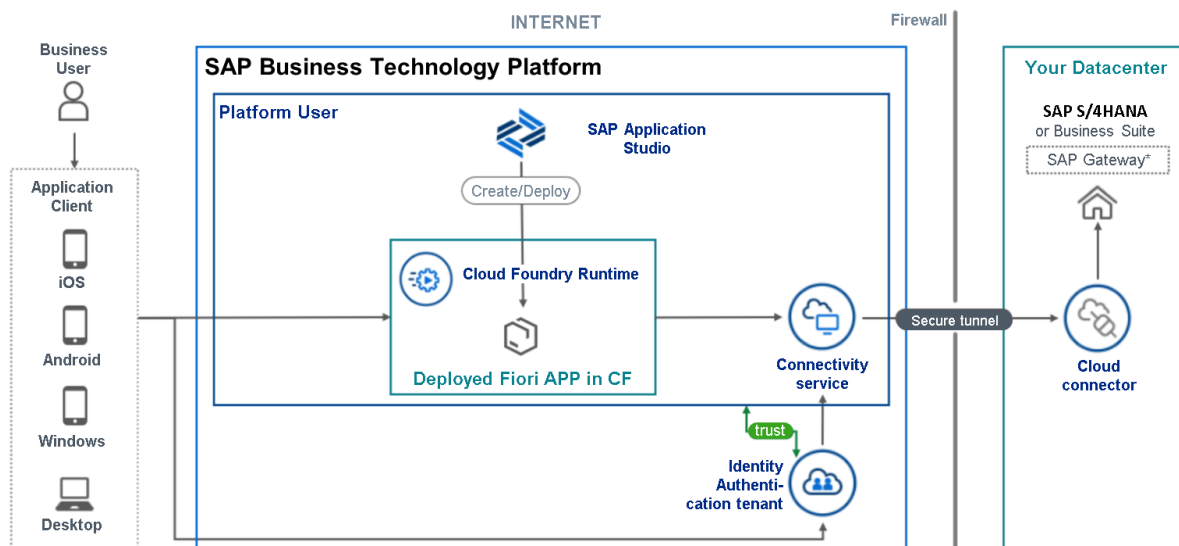 INTERNET
Firewall
Business
User
SAP Business Technology Platform
Your Datacenter
Platform User
SAP Application
Studio
SAP S/4HANA
or Business Suite
SAP Gateway*
Application
Client
Create/Deploy
iOS
Cloud Foundry Runtime
Android
Secure tunnel
Deployed Fiori APP in CF
Connectivity
service
Cloud
connector
Windows
trust
Identity
Authenti-
cation tenant
Desktop